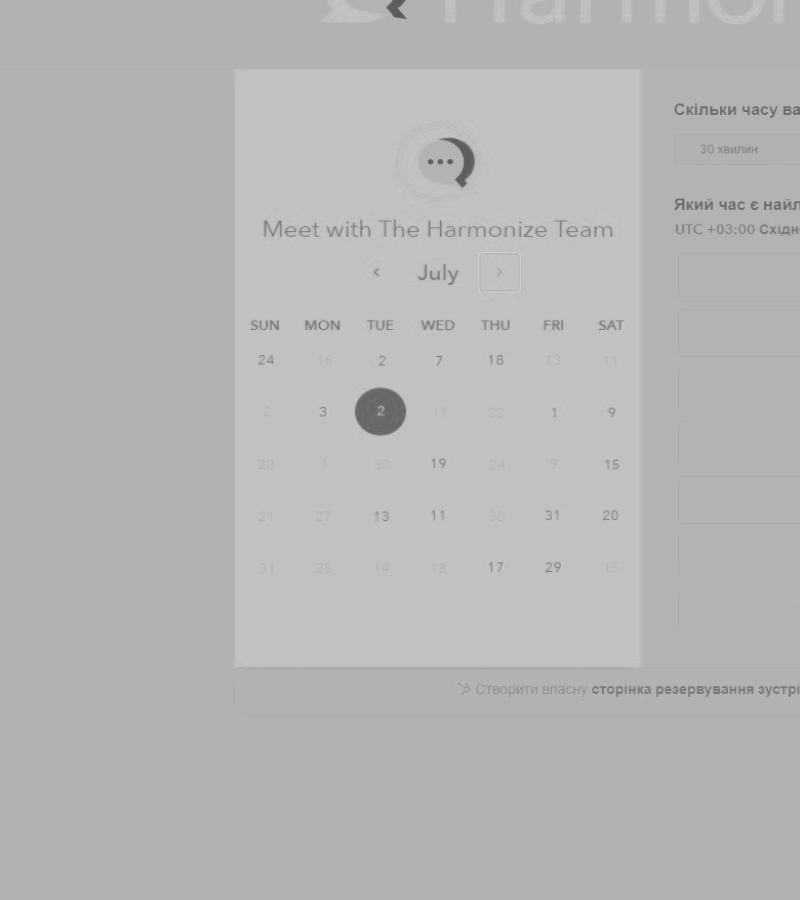 Harmon
Скільки часу ва
30 хвилин
Meet with The Harmonize Team
Який час є найл
UTC +03:00 Східн
July
SUN MON TUE WED THU FRI SAT
24 16 2 7 18 13 11
2 3 2 17 22 1 9
28 1 30 19 24 9 15
21 27 13 11 30 31 20
31 28 14 18 17 29 15
Створити власну сторінка резервування зустрі